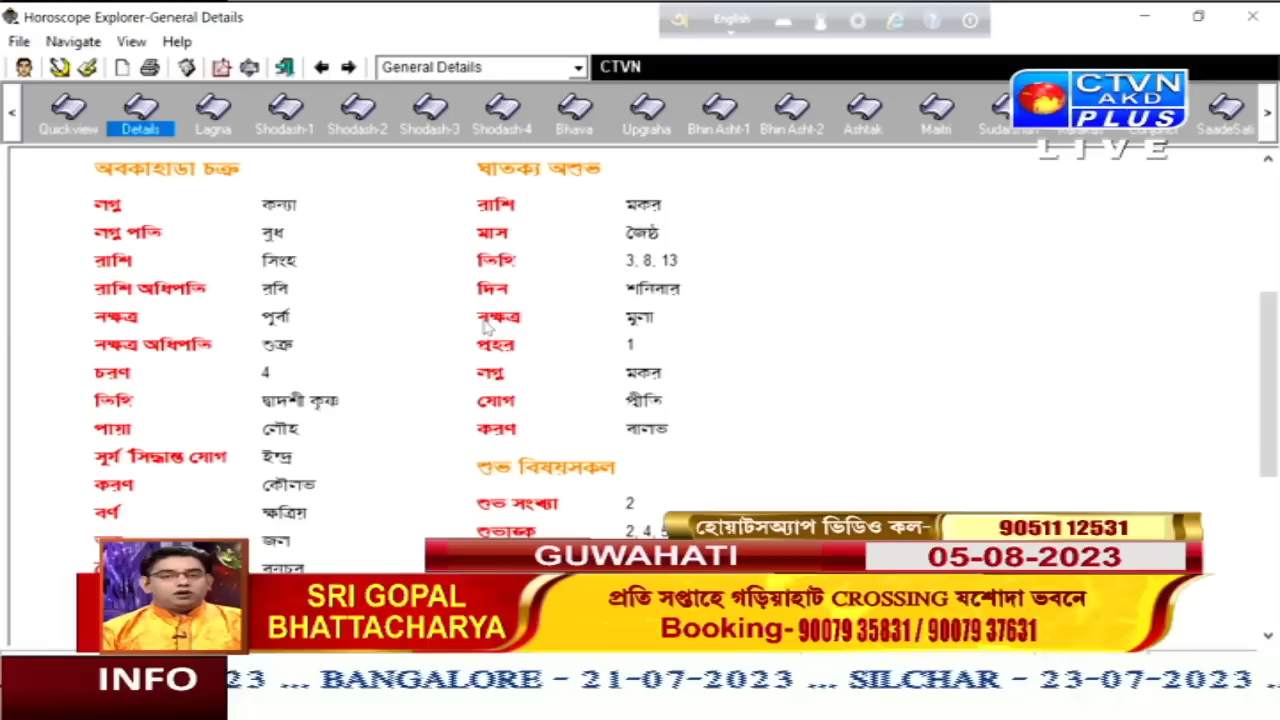 Horoscope Explorer-General Details
English
File Navigate View Help
General Details CTVN
CTVN
AKD
PLUS
LIVE
Quick view Details Lagna Shodash-1 Shodash-2 Shodash-3 Shodash-4 Bhava Upgraha Bhin Asht-1 Bhin Asht-2 Ashtak Maitri
অবকাহাডা চক্র ঘাতক্য অশুভ
লগ্ন কন্যা রাশি মকর
লগ্ন পতি বুধ মাস জৈষ্ঠ
রাশি সিংহ তিথি 3, 8, 13
রাশি অধিপতি রবি দিন শনিবার
নক্ষত্র পুর্বা নক্ষত্র মুলা
নক্ষত্র অধিপতি শুক্র প্রহর 1
চরণ 4 লগ্ন মকর
তিথি দ্বাদশী কৃষ্ণ যোগ প্রীতি
পায়া লৌহ করণ বালভ
সূর্য সিদ্ধান্ত যোগ ইন্দ্র
শুভ বিষয়সকল
করণ কৌলভ
শুভ সংখ্যা 2
বর্ণ ক্ষত্রিয়
হোয়াটসঅ্যাপ ভিডিও কল- 90511 12531
জল
GUWAHATI 05-08-2023
SRI GOPAL
BHATTACHARYA
প্রতি সপ্তাহে গড়িয়াহাট CROSSING যশোদা ভবনে
Booking- 90079 35831 / 90079 37631
INFO 23 ... BANGALORE - 21-07-2023 ... SILCHAR - 23-07-2023 ..